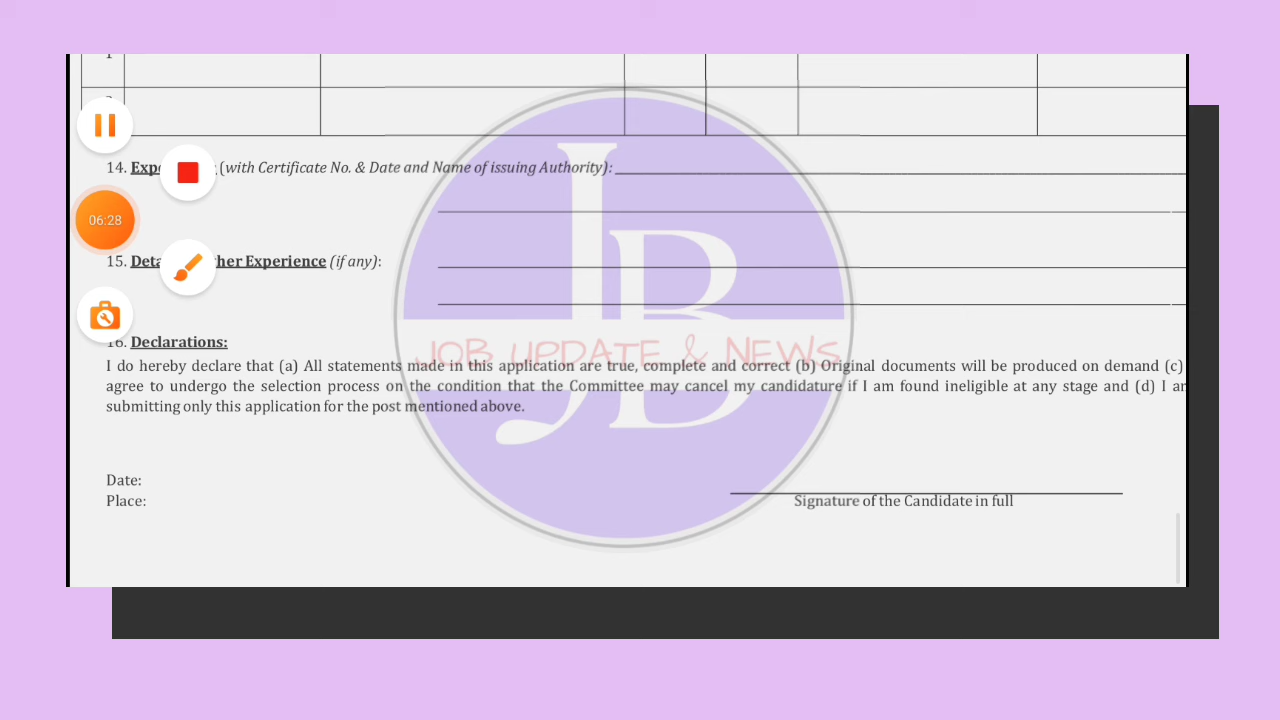 14. (with Certificate No. & Date and Name of issuing Authority):
06:28
15. Experience (if any):
16. Declarations:
JOB UPDATE & NEWS
I do hereby declare that (a) All statements made in this application are true, complete and correct (b) Original documents will be produced on demand (c)
agree to undergo the selection process on the condition that the Committee may cancel my candidature if I am found ineligible at any stage and (d) I
submitting only this application for the post mentioned above.
Date:
Place:
Signature of the Candidate in full
JB